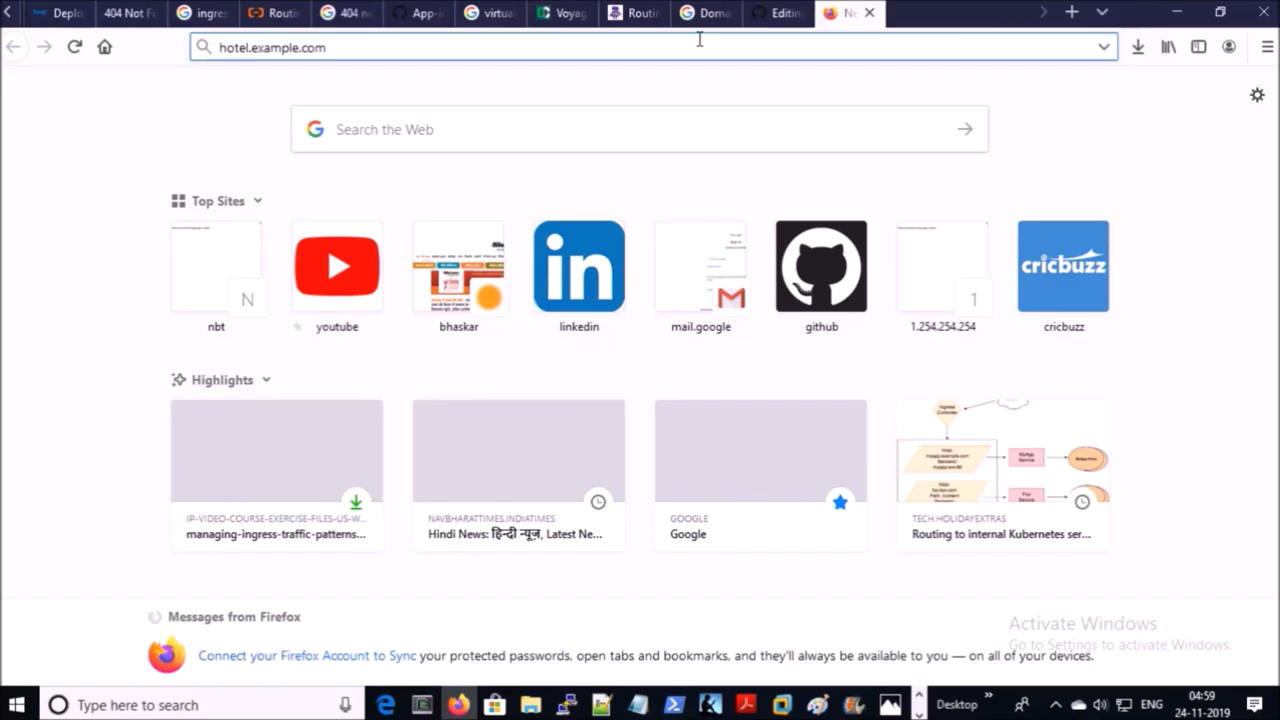 Deplo
404 Not F
ingres
Routin
404 no
App-i
virtual
Voyag
Routin
Doma
Editin
Ne
hotel.example.com
Search the Web
Top Sites
N
1
cricbuzz
nbt
youtube
bhaskar
linkedin
mail.google
github
1.254.254.254
cricbuzz
Highlights
IP-VIDEO-COURSE-EXERCISE-FILES-US-W...
managing-ingress-traffic-patterns...
NAVBHARATTIMES.INDIATIMES
Hindi News: हिन्दी न्यूज़, Latest Ne...
GOOGLE
Google
TECH.HOLIDAYEXTRAS
Routing to internal Kubernetes ser...
Messages from Firefox
Connect your Firefox Account to Sync your protected passwords, open tabs and bookmarks, and they'll always be available to you — on all of your devices.
Activate Windows
Go to Settings to activate Windows.
Type here to search
Desktop
ENG
04:59
24-11-2019